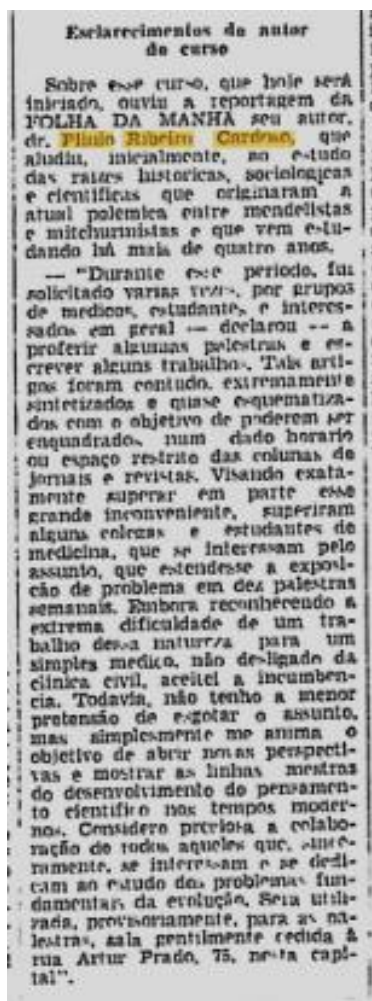 Esclarecimentos do autor
do curso
Sobre esse curso, que hoje será
iniciado, ouviu a reportagem da
FOLHA DA MANHÃ seu autor,
dr. Plinio Ribeiro Cardoso, que
aludiu, inicialmente, ao estudo
das raizes historicas, sociologicas
e cientificas que originaram a
atual polemica entre mendelistas
e mitchurinistas e que vem estu-
dando há mais de quatro anos.
— "Durante esse periodo, fui
solicitado varias vezes, por grupos
de medicos, estudantes, e interes-
sados em geral — declarou — a
proferir algumas palestras e es-
crever alguns trabalhos. Tais arti-
gos foram contudo, extremamente
sintetizados e quase esquematiza-
dos com o objetivo de poderem ser
enquadrados, num dado horario
ou espaço restrito das colunas de
jornais e revistas. Visando exata-
mente superar em parte esse
grande inconveniente, superiram
alguns colegas e estudantes de
medicina, que se interessam pelo
assunto, que estendesse a exposi-
cão de problema em dez palestras
semanais. Embora reconhecendo a
extrema dificuldade de um tra-
balho dessa natureza para um
simples medico, não desligado da
clinica civil, aceitei a incumben-
cia. Todavia, não tenho a menor
pretensão de esgotar o assunto,
mas simplesmente me anima o
objetivo de abrir novas perspecti-
vas e mostrar as linhas mestras
do desenvolvimento do pensamen-
to cientifico nos tempos moder-
nos. Considero preciosa a colabo-
ração de todos aqueles que, since-
ramente, se interessam e se dedi-
cam ao estudo dos problemas fun-
damentais da evolução. Sera utili-
zada, provisoriamente, para as pa-
lestras, sala gentilmente cedida à
rua Artur Prado, 75, nesta capi-
tal".